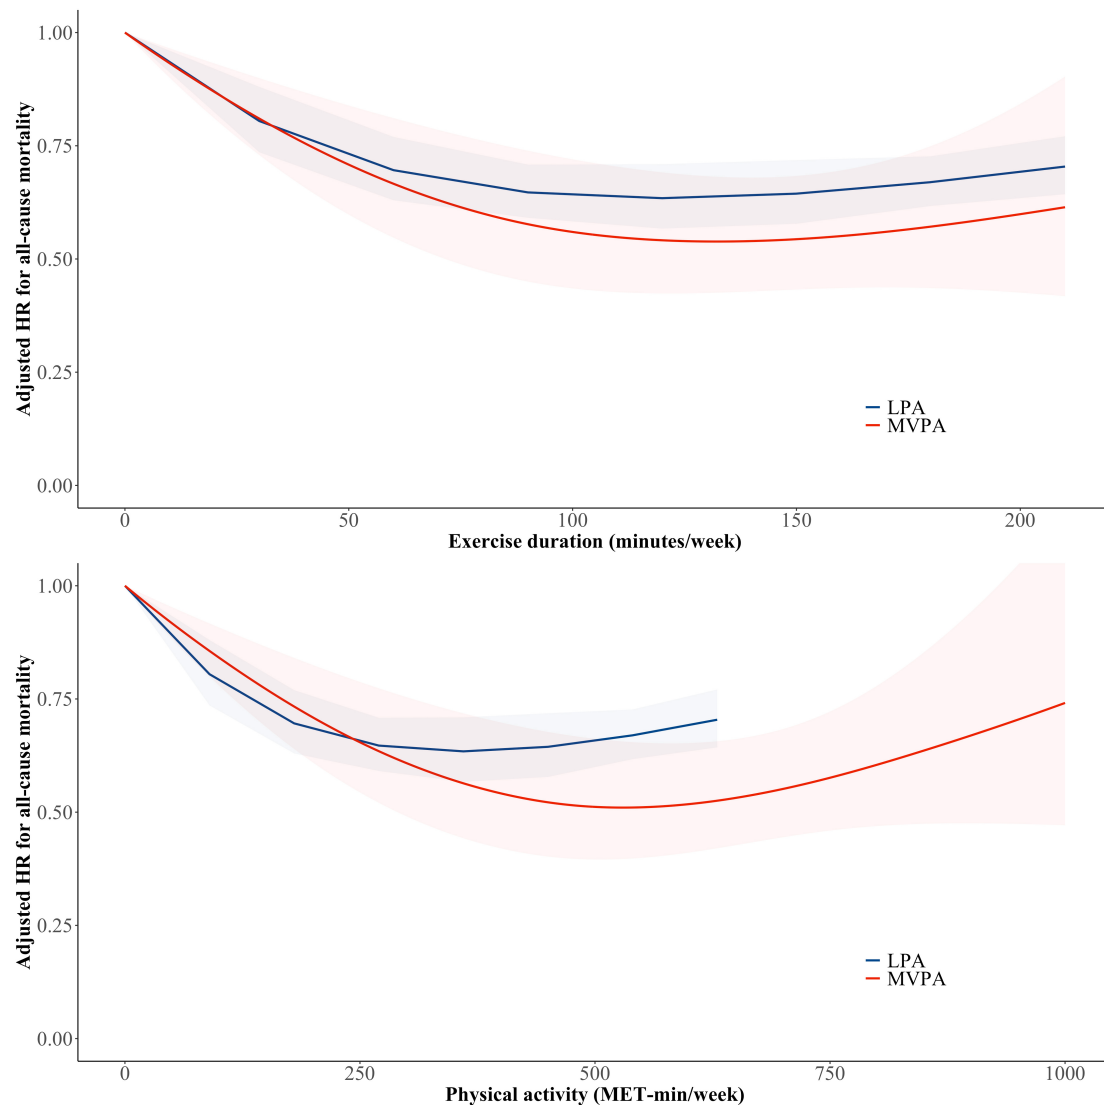 Adjusted HR for all-cause mortality
1.00
0.75
0.50
0.25
0.00
LPA
MVPA
0 50 100 150 200
Exercise duration (minutes/week)
Adjusted HR for all-cause mortality
1.00
0.75
0.50
0.25
0.00
LPA
MVPA
0 250 500 750 1000
Physical activity (MET-min/week)